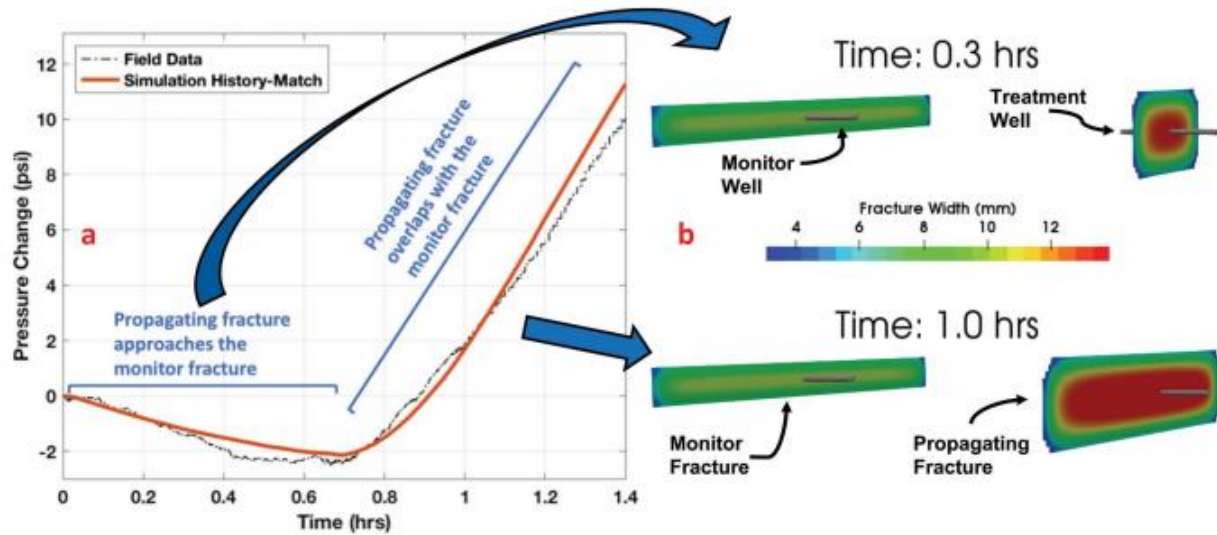 12
10
8
6
4
2
0
-2
Pressure Change (psi)
Field Data
Simulation History-Match
a
Propagating fracture
approaches the
monitor fracture
Propagating fracture
overlaps with the
monitor fracture
0 0.2 0.4 0.6 0.8 1 1.2 1.4
Time (hrs)
Time: 0.3 hrs
Treatment
Well
Monitor
Well
b
Fracture Width (mm)
4 6 8 10 12
Time: 1.0 hrs
Monitor
Fracture
Propagating
Fracture